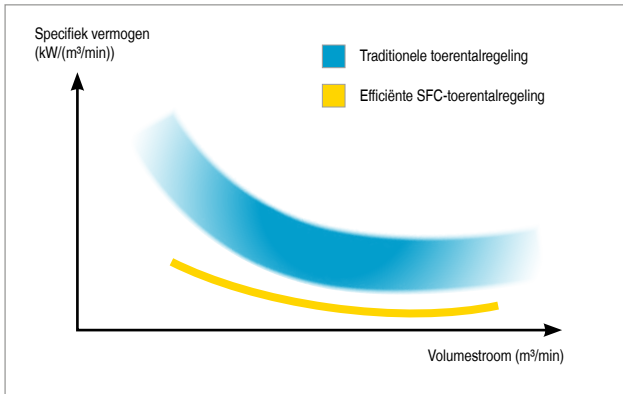 Specifiek vermogen
(kW/(m³/min))
Traditionele toerentalregeling
Efficiënte SFC-toerentalregeling
Volumestroom (m³/min)